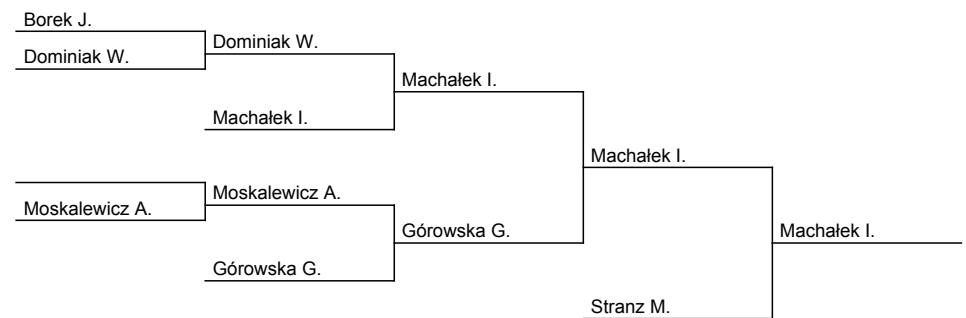 Borek J.
Dominiak W.
Dominiak W.
Machałek I.
Machałek I.
Machałek I.
Moskalewicz A.
Moskalewicz A.
Górowska G.
Machałek I.
Górowska G.
Stranz M.